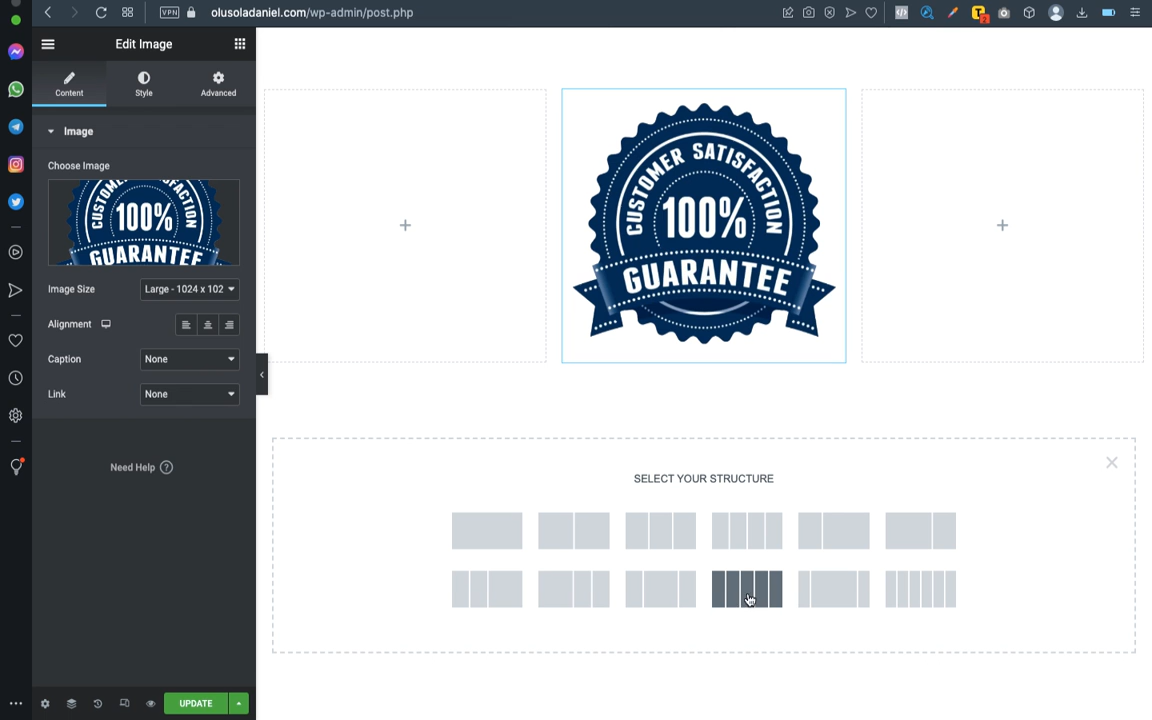 VPN
olusoladaniel.com/wp-admin/post.php
2
Edit Image
Content
Style
Advanced
Image
Choose Image
CUSTOMER SATISFACTION
100%
GUARANTEE
Image Size
Large - 1024 x 102
Alignment
Caption
None
Link
None
Need Help ?
UPDATE
CUSTOMER SATISFACTION
100%
GUARANTEE
SELECT YOUR STRUCTURE